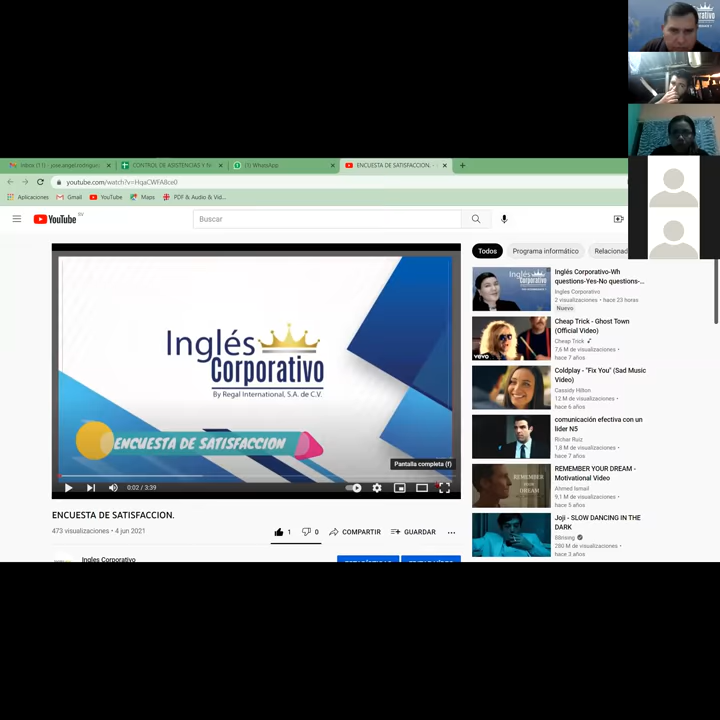 Inbox (11) - jose.angel.rodrigue
CONTROL DE ASISTENCIAS Y N
(1) WhatsApp
ENCUESTA DE SATISFACCION. -
youtube.com/watch?v=HqaCWFA8ce0
Aplicaciones
Gmail
YouTube
Maps
PDF & Audio & Vid...
YouTube SV
Buscar
Todos
Programa informático
Relacionad
Inglés
Corporativo
By Regal International, S.A. de C.V.
ENCUESTA DE SATISFACCION
Pantalla completa (f)
0:02 / 3:39
ENCUESTA DE SATISFACCION.
473 visualizaciones • 4 jun 2021
1
0
COMPARTIR
GUARDAR
Ingles Corporativo
Inglés Corporativo-Wh
questions-Yes-No questions-...
Ingles Corporativo
2 visualizaciones • hace 23 horas
Nuevo
Cheap Trick - Ghost Town
(Official Video)
Cheap Trick
7,6 M de visualizaciones •
hace 7 años
vevo
Coldplay - "Fix You" (Sad Music
Video)
Cassidy Hilton
12 M de visualizaciones •
hace 6 años
comunicación efectiva con un
lider N5
Richar Ruiz
1,8 M de visualizaciones •
hace 7 años
REMEMBER YOUR DREAM -
Motivational Video
Ahmed Ismail
9,1 M de visualizaciones •
hace 5 años
REMEMBER
YOUR
DREAM
Joji - SLOW DANCING IN THE
DARK
88rising
280 M de visualizaciones •
hace 3 años